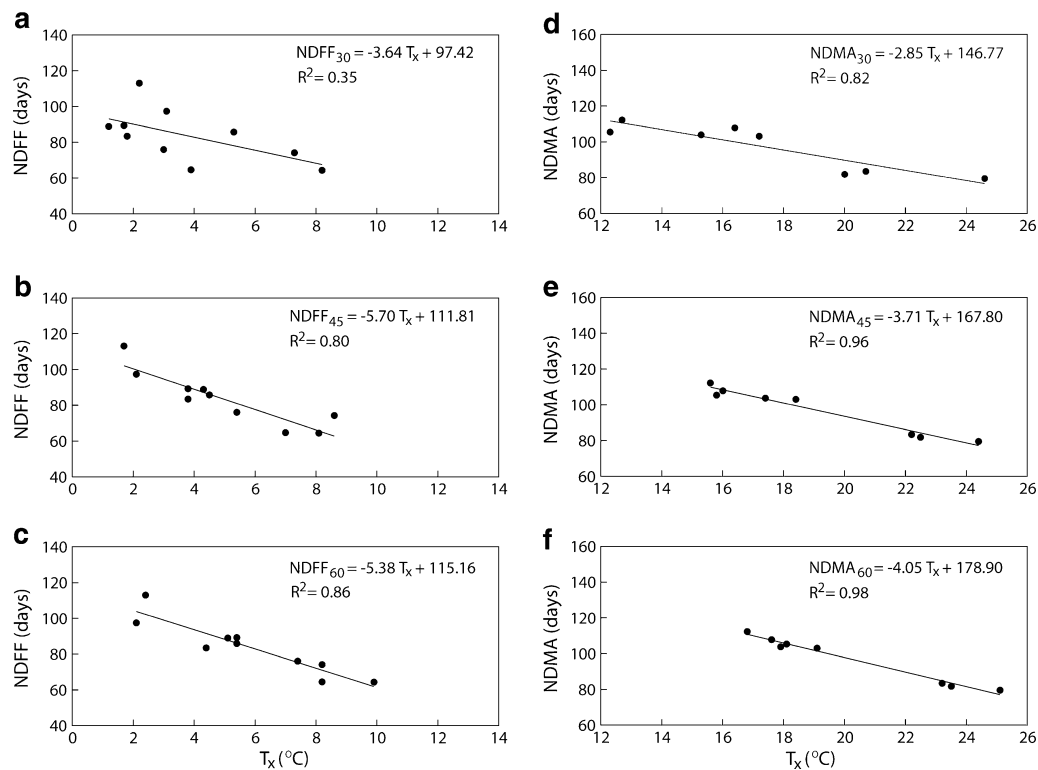 a
140
120
100
80
60
40
NDFF (days)
NDFF30 = -3.64 Tx + 97.42
R2 = 0.35
0 2 4 6 8 10 12 14
b
140
120
100
80
60
40
NDFF (days)
NDFF45 = -5.70 Tx + 111.81
R2 = 0.80
0 2 4 6 8 10 12 14
c
140
120
100
80
60
40
NDFF (days)
NDFF60 = -5.38 Tx + 115.16
R2 = 0.86
0 2 4 6 8 10 12 14
Tx (oC)
d
160
140
120
100
80
60
NDMA (days)
NDMA30 = -2.85 Tx + 146.77
R2 = 0.82
12 14 16 18 20 22 24 26
e
160
140
120
100
80
60
NDMA (days)
NDMA45 = -3.71 Tx + 167.80
R2 = 0.96
12 14 16 18 20 22 24 26
f
160
140
120
100
80
60
NDMA (days)
NDMA60 = -4.05 Tx + 178.90
R2 = 0.98
12 14 16 18 20 22 24 26
Tx (oC)